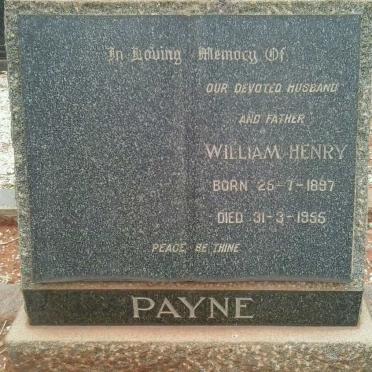 In Loving Memory Of
OUR DEVOTED HUSBAND
AND FATHER
WILLIAM HENRY
BORN 25-7-1897
DIED 31-3-1955
PEACE BE THINE
PAYNE